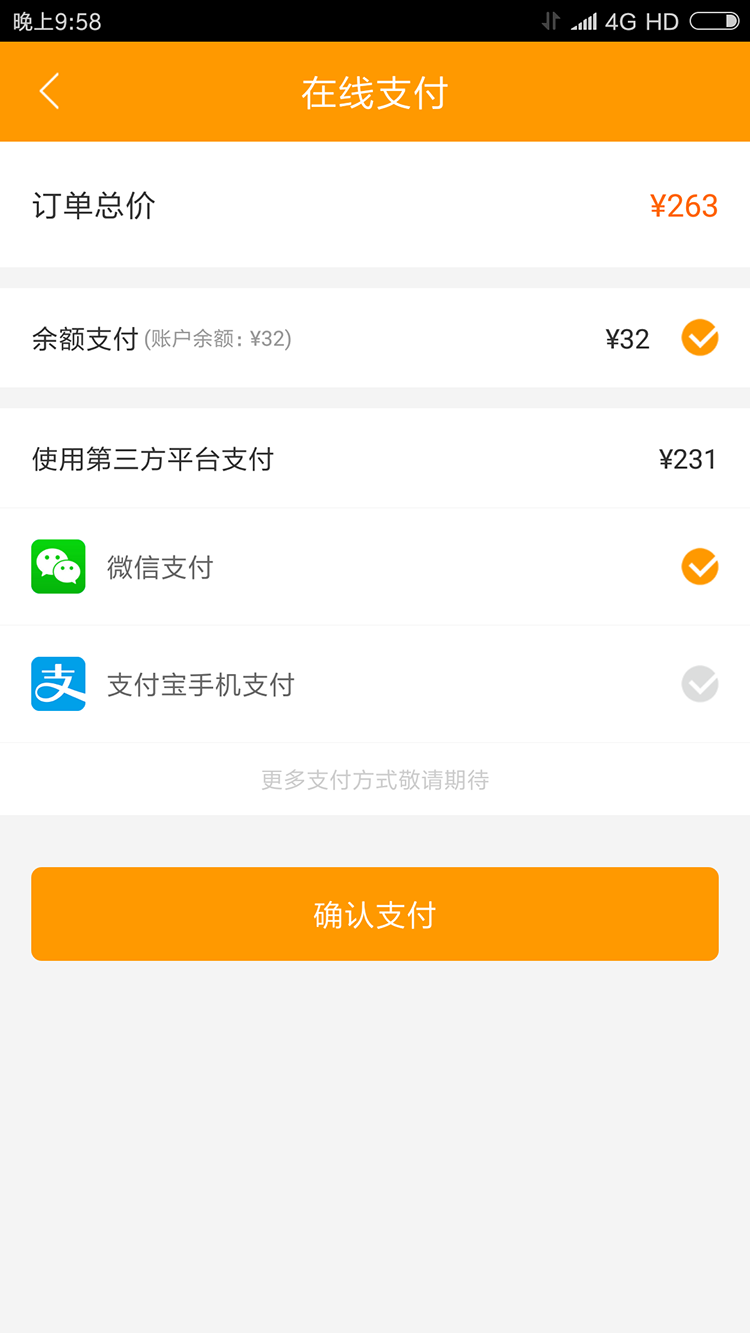 晚上9:58 4G HD
在线支付
订单总价 ¥263
余额支付(账户余额: ¥32) ¥32
使用第三方平台支付 ¥231
微信支付
支 支付宝手机支付
更多支付方式敬请期待
确认支付